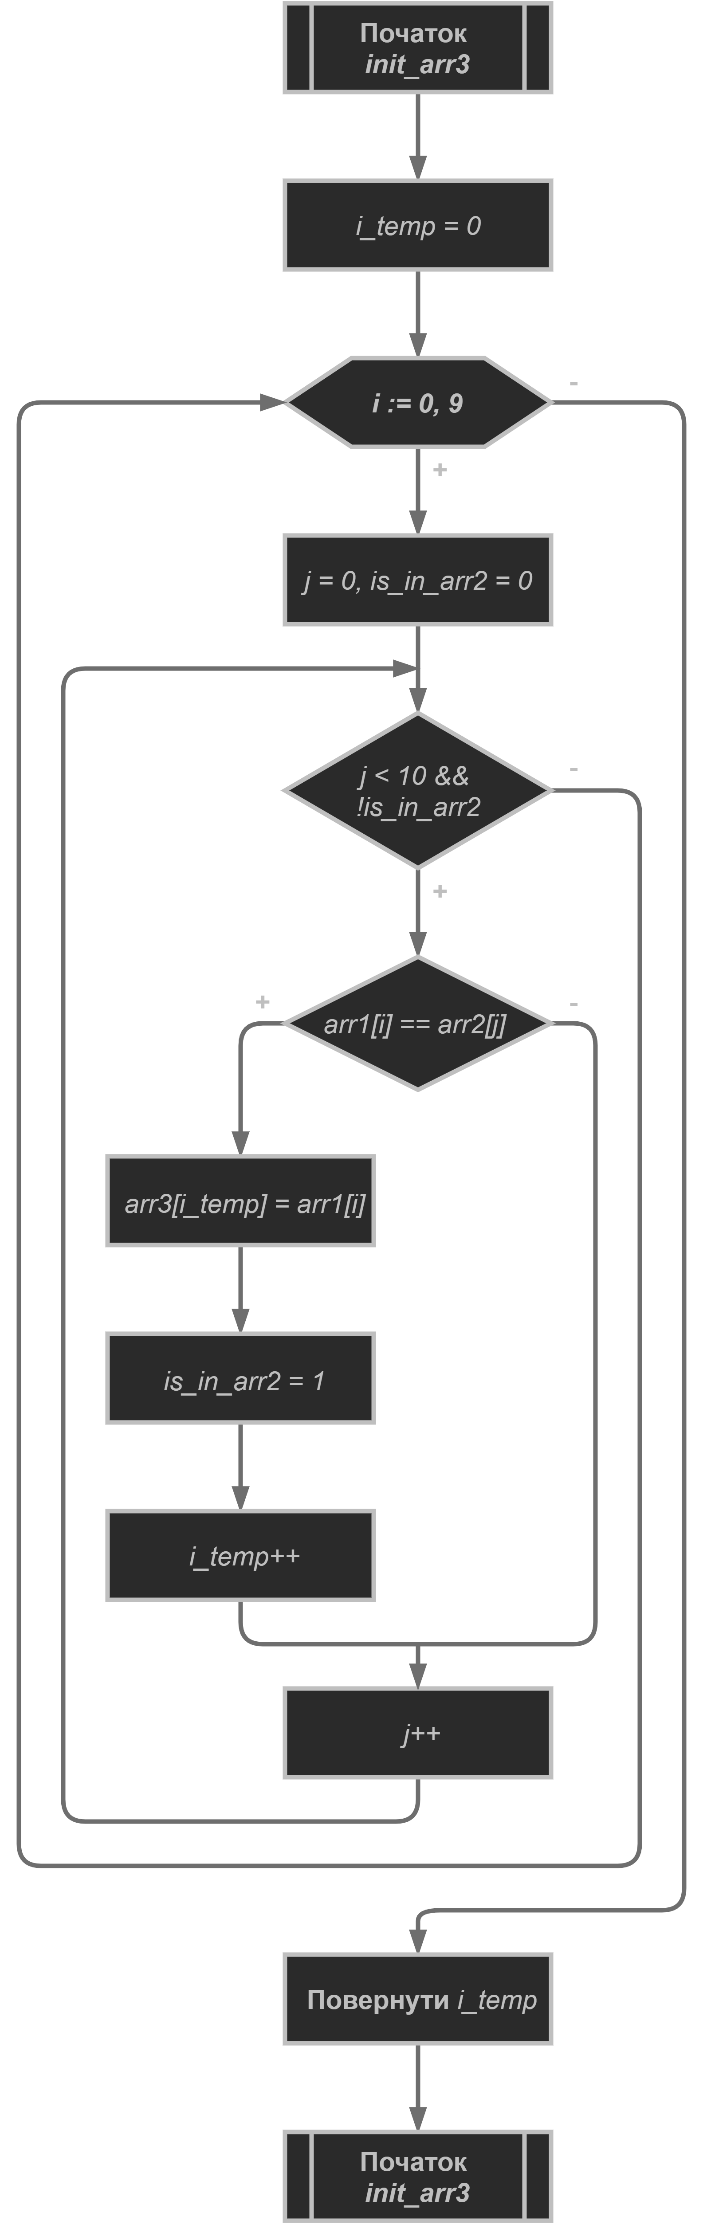 Початок
init_arr3
i_temp = 0
i := 0, 9
-
+
j = 0, is_in_arr2 = 0
j < 10 &&
!is_in_arr2
-
+
arr1[i] == arr2[j]
+
-
arr3[i_temp] = arr1[i]
is_in_arr2 = 1
i_temp++
j++
Повернути i_temp
Початок
init_arr3